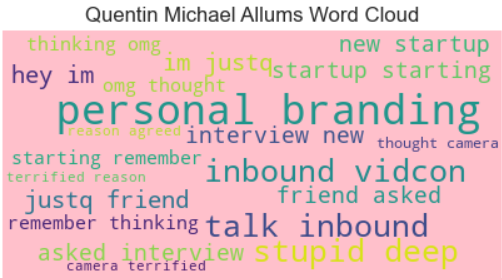 Quentin Michael Allums Word Cloud
thinking omg
new startup
hey im
im justq
startup starting
omg thought
personal branding
reason agreed
interview new
thought camera
starting remember
inbound vidcon
terrified reason
justq friend
friend asked
remember thinking
talk inbound
asked interview
stupid deep
camera terrified